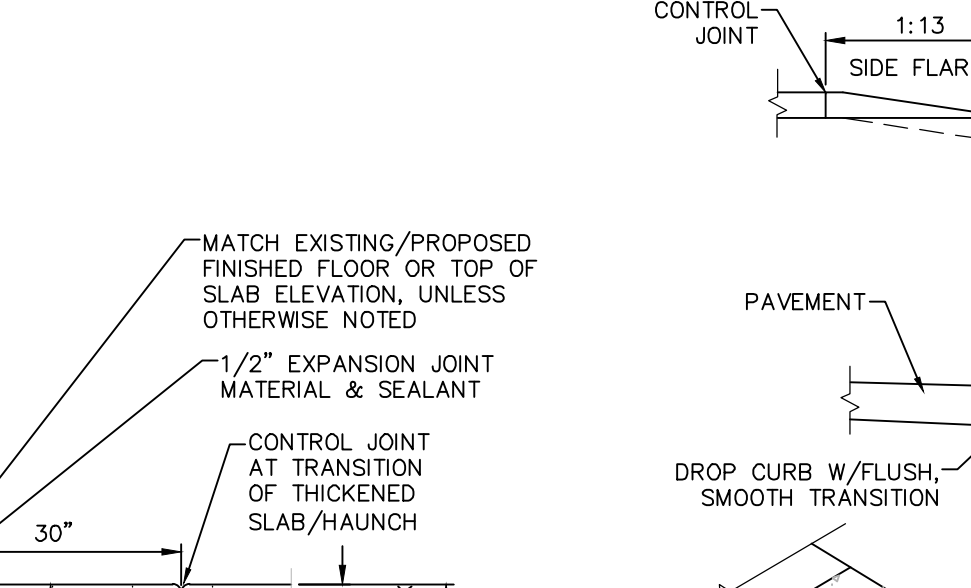 CONTROL
JOINT
1:13
SIDE FLAR
MATCH EXISTING/PROPOSED
FINISHED FLOOR OR TOP OF
SLAB ELEVATION, UNLESS
OTHERWISE NOTED
PAVEMENT
1/2” EXPANSION JOINT
MATERIAL & SEALANT
CONTROL JOINT
AT TRANSITION
OF THICKENED
SLAB/HAUNCH
DROP CURB W/FLUSH,
SMOOTH TRANSITION
30”